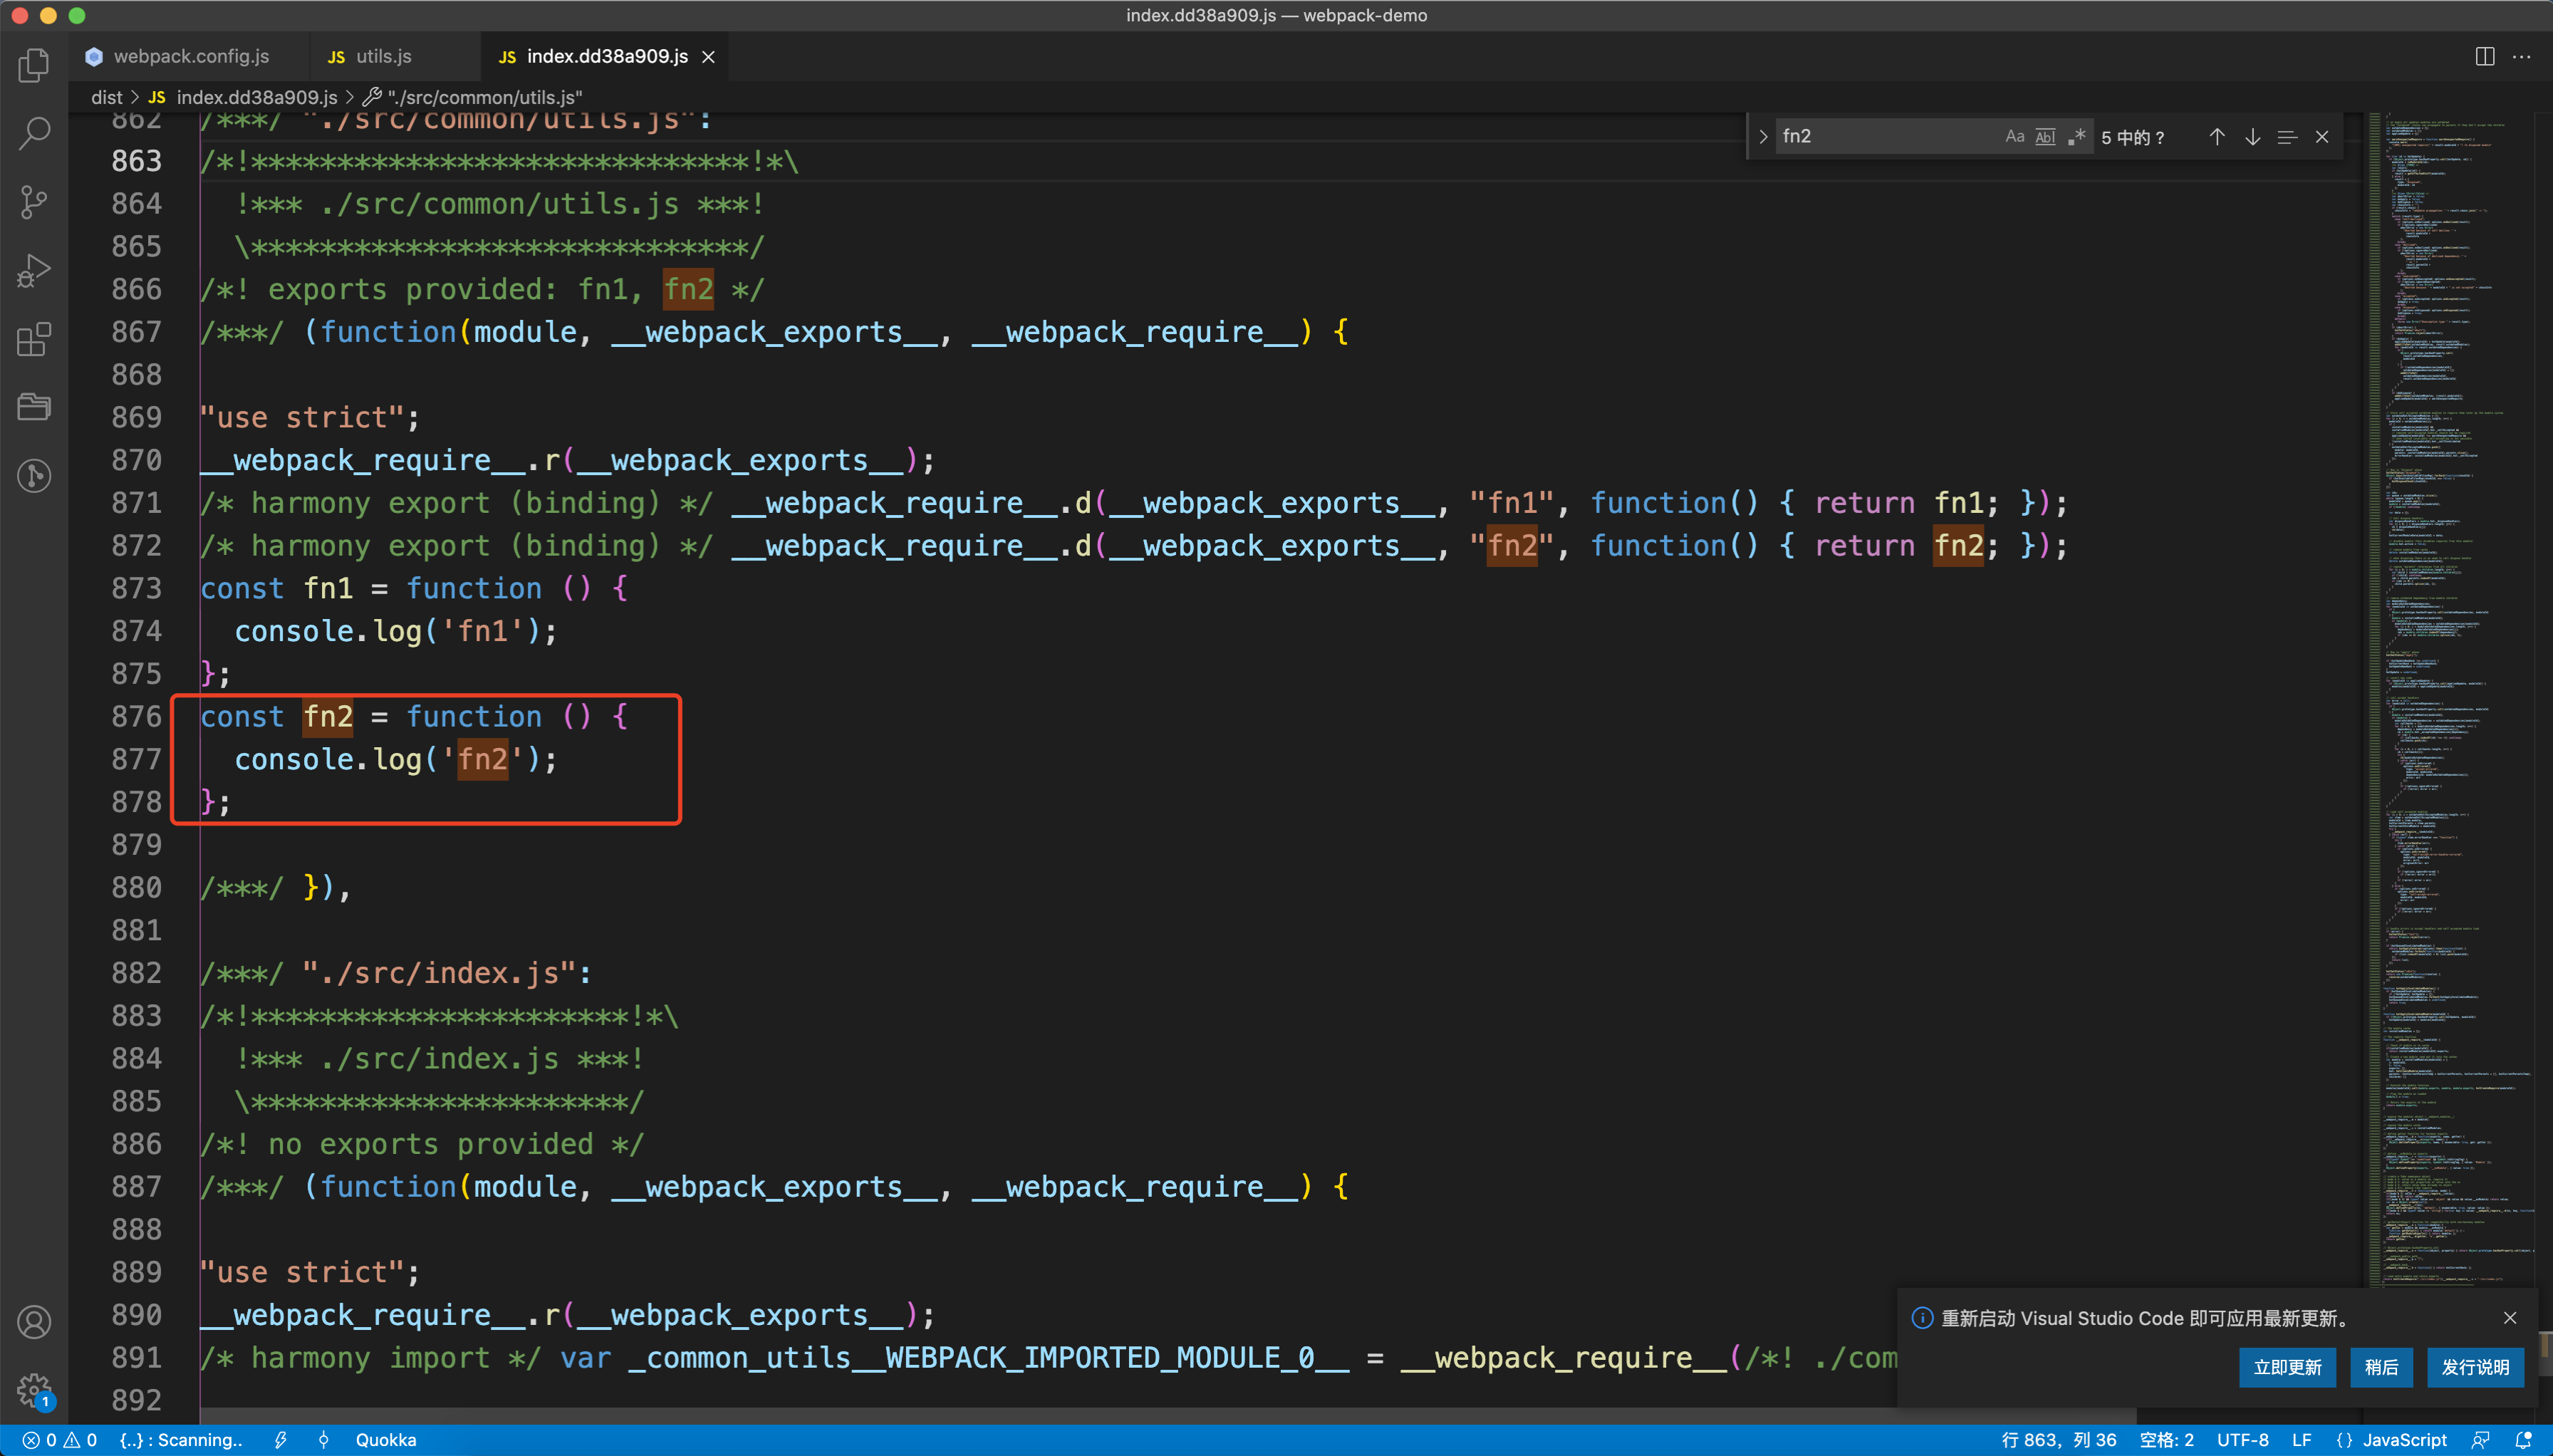 index.dd38a909.js — webpack-demo
webpack.config.js
JS utils.js
JS index.dd38a909.js
dist > JS index.dd38a909.js > "./src/common/utils.js"
fn2
Aa Abl .* 5 中的 ?
862 /***/ "./src/common/utils.js":
863 /*!*****************************!*\
864   !*** ./src/common/utils.js ***!
865   \*****************************/
866 /*! exports provided: fn1, fn2 */
867 /***/ (function(module, __webpack_exports__, __webpack_require__) {
868
869 "use strict";
870 __webpack_require__.r(__webpack_exports__);
871 /* harmony export (binding) */ __webpack_require__.d(__webpack_exports__, "fn1", function() { return fn1; });
872 /* harmony export (binding) */ __webpack_require__.d(__webpack_exports__, "fn2", function() { return fn2; });
873 const fn1 = function () {
874   console.log('fn1');
875 };
876 const fn2 = function () {
877   console.log('fn2');
878 };
879
880 /***/ }),
881
882 /***/ "./src/index.js":
883 /*!**********************!*\
884   !*** ./src/index.js ***!
885   \**********************/
886 /*! no exports provided */
887 /***/ (function(module, __webpack_exports__, __webpack_require__) {
888
889 "use strict";
890 __webpack_require__.r(__webpack_exports__);
891 /* harmony import */ var _common_utils__WEBPACK_IMPORTED_MODULE_0__ = __webpack_require__(/*! ./com
892
重新启动 Visual Studio Code 即可应用最新更新。
立即更新 稍后 发行说明
1
0 0 {..} : Scanning.. Quokka
行 863，列 36 空格: 2 UTF-8 LF {} JavaScript